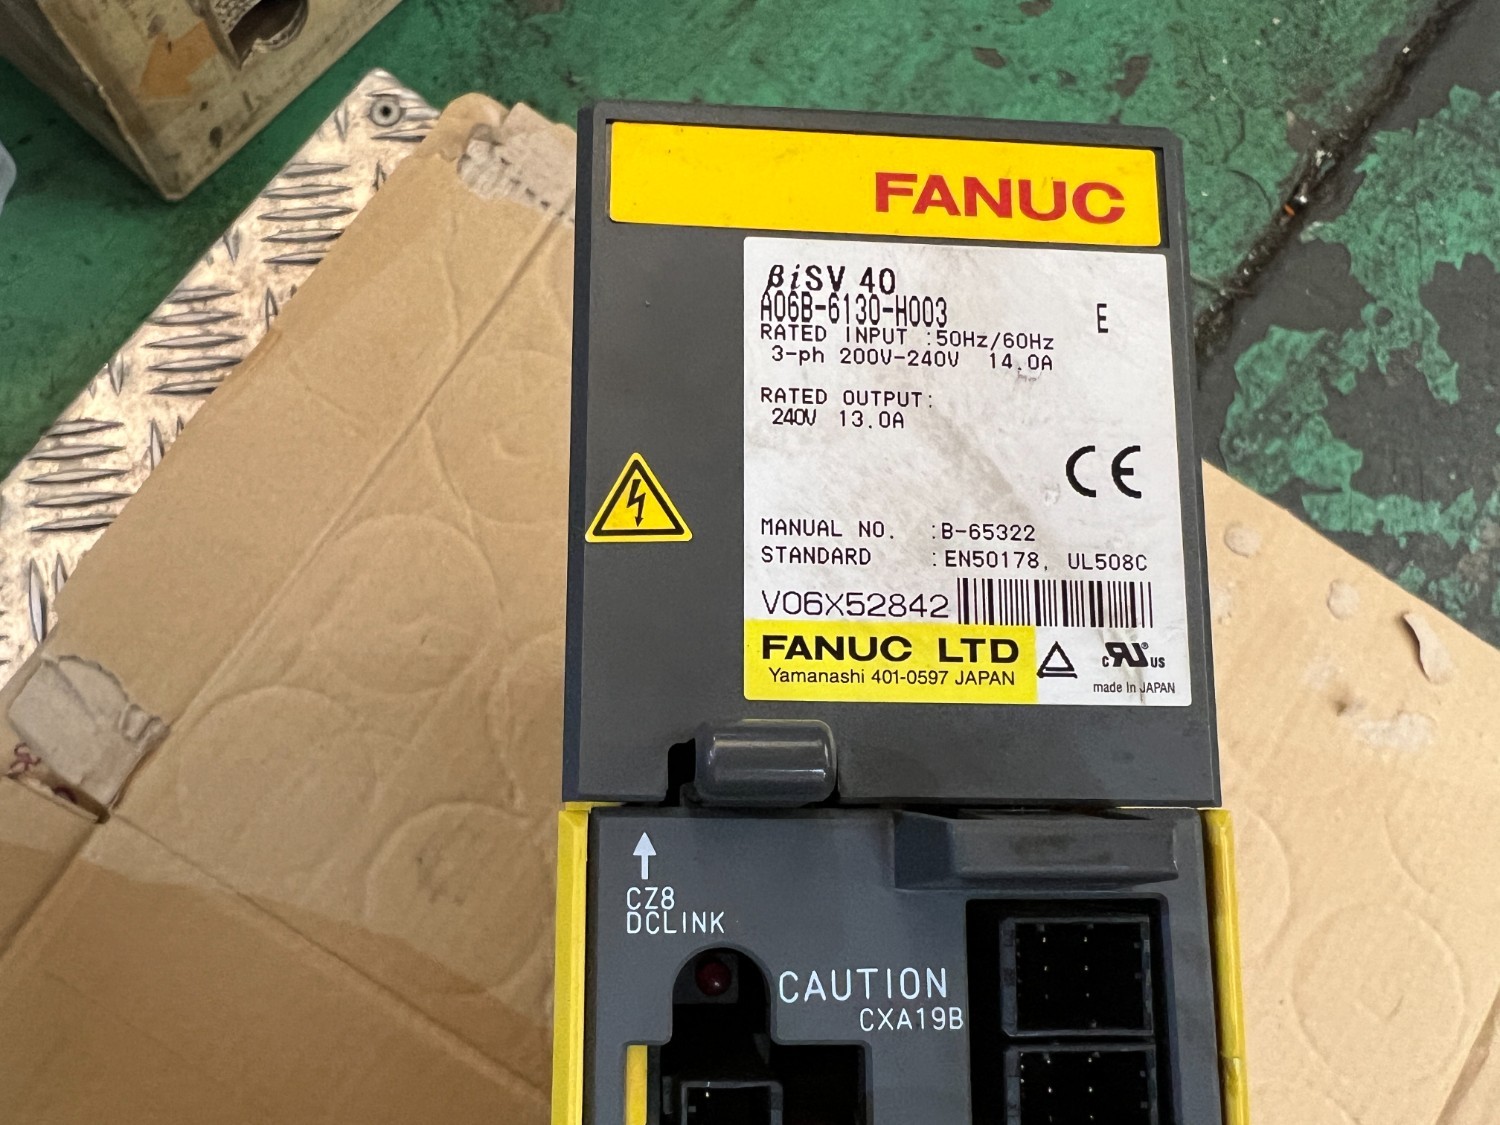 FANUC
βiSV 40
A06B-6130-H003
E
RATED INPUT :50Hz/60Hz
3-ph 200V-240V 14.0A
RATED OUTPUT:
240V 13.0A
CE
MANUAL NO. :B-65322
STANDARD :EN50178, UL508C
V06X52842
FANUC LTD
Yamanashi 401-0597 JAPAN
c RU® US
made In JAPAN
CZ8
DCLINK
CAUTION
CXA19B